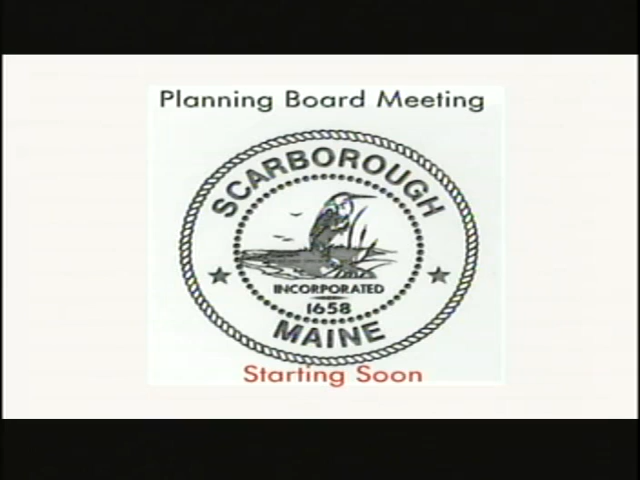 Planning Board Meeting
SCARBOROUGH
INCORPORATED
1658
MAINE
Starting Soon